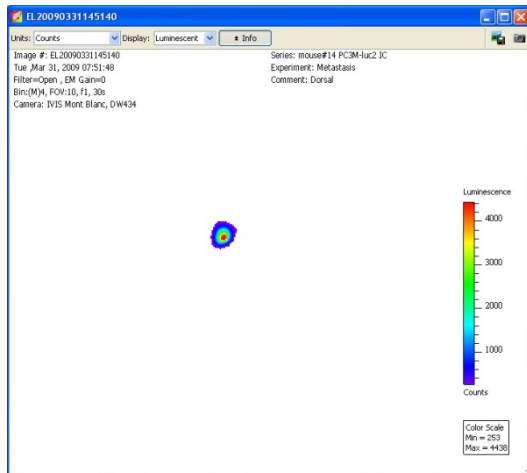 EL20090331145140
Units: Counts Display: Luminescent Info
Image #: EL20090331145140
Tue ,Mar 31, 2009 07:51:48
Filter=Open , EM Gain=0
Bin:(M)4, FOV:10, f1, 30s
Camera: IVIS Mont Blanc, DW434
Series: mouse#14 PC3M-luc2 IC
Experiment: Metastasis
Comment: Dorsal
Luminescence
4000
3000
2000
1000
Counts
Color Scale
Min = 253
Max = 4438